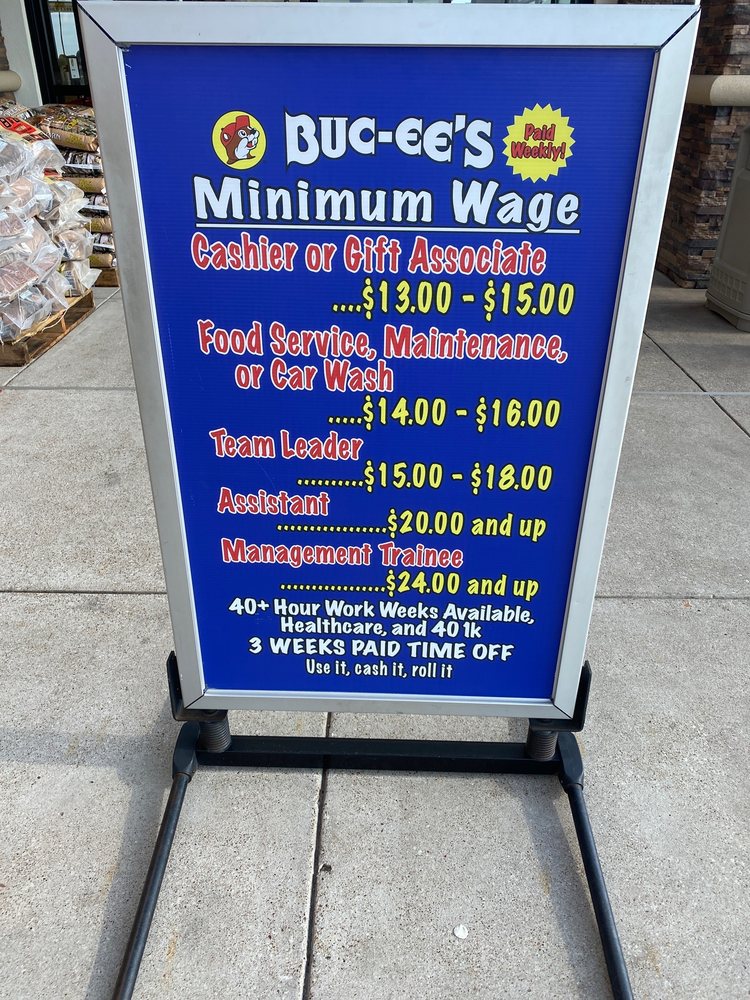 BUC-EE'S
Paid
Weekly!
Minimum Wage
Cashier or Gift Associate
....$13.00 - $15.00
Food Service, Maintenance,
or Car Wash
.....$14.00 - $16.00
Team Leader
..........$15.00 - $18.00
Assistant
................$20.00 and up
Management Trainee
.................$24.00 and up
40+ Hour Work Weeks Available,
Healthcare, and 401k
3 WEEKS PAID TIME OFF
Use it, cash it, roll it